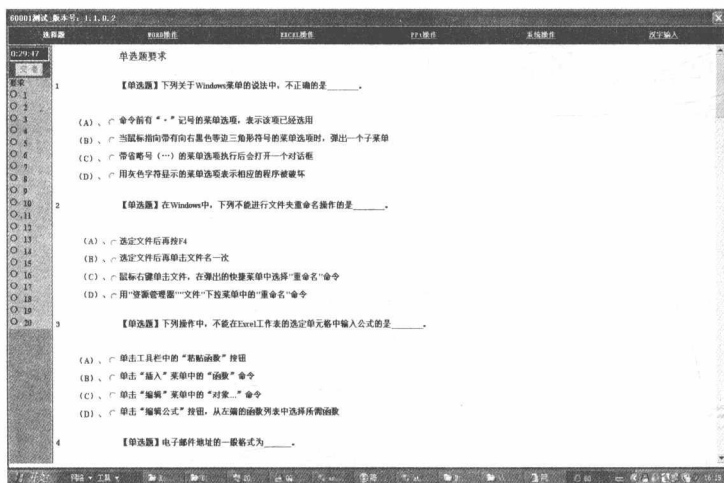 60001测试 版本号：1.1.0.2
选择题 WORD操作 EXCEL操作 PPT操作 系统操作 汉字输入
0:29:47
交卷
单选题要求
1 【单选题】下列关于Windows菜单的说法中，不正确的是______。
(A)、 命令前有“·”记号的菜单选项，表示该项已经选用
(B)、 当鼠标指向带有向右黑色等边三角形符号的菜单选项时，弹出一个子菜单
(C)、 带省略号（…）的菜单选项执行后会打开一个对话框
(D)、 用灰色字符显示的菜单选项表示相应的程序被破坏
2 【单选题】在Windows中，下列不能进行文件夹重命名操作的是______。
(A)、 选定文件后再按F4
(B)、 选定文件后再单击文件名一次
(C)、 鼠标右键单击文件，在弹出的快捷菜单中选择"重命名"命令
(D)、 用"资源管理器""文件"下拉菜单中的"重命名"命令
3 【单选题】下列操作中，不能在Excel工作表的选定单元格中输入公式的是______。
(A)、 单击工具栏中的“粘贴函数”按钮
(B)、 单击“插入”菜单中的“函数”命令
(C)、 单击“编辑”菜单中的“对象...”命令
(D)、 单击“编辑公式”按钮，从左端的函数列表中选择所需函数
4 【单选题】电子邮件地址的一般格式为______。
1
2
3
4
5
6
7
8
9
10
11
12
13
14
15
16
17
18
19
20
网络 工具